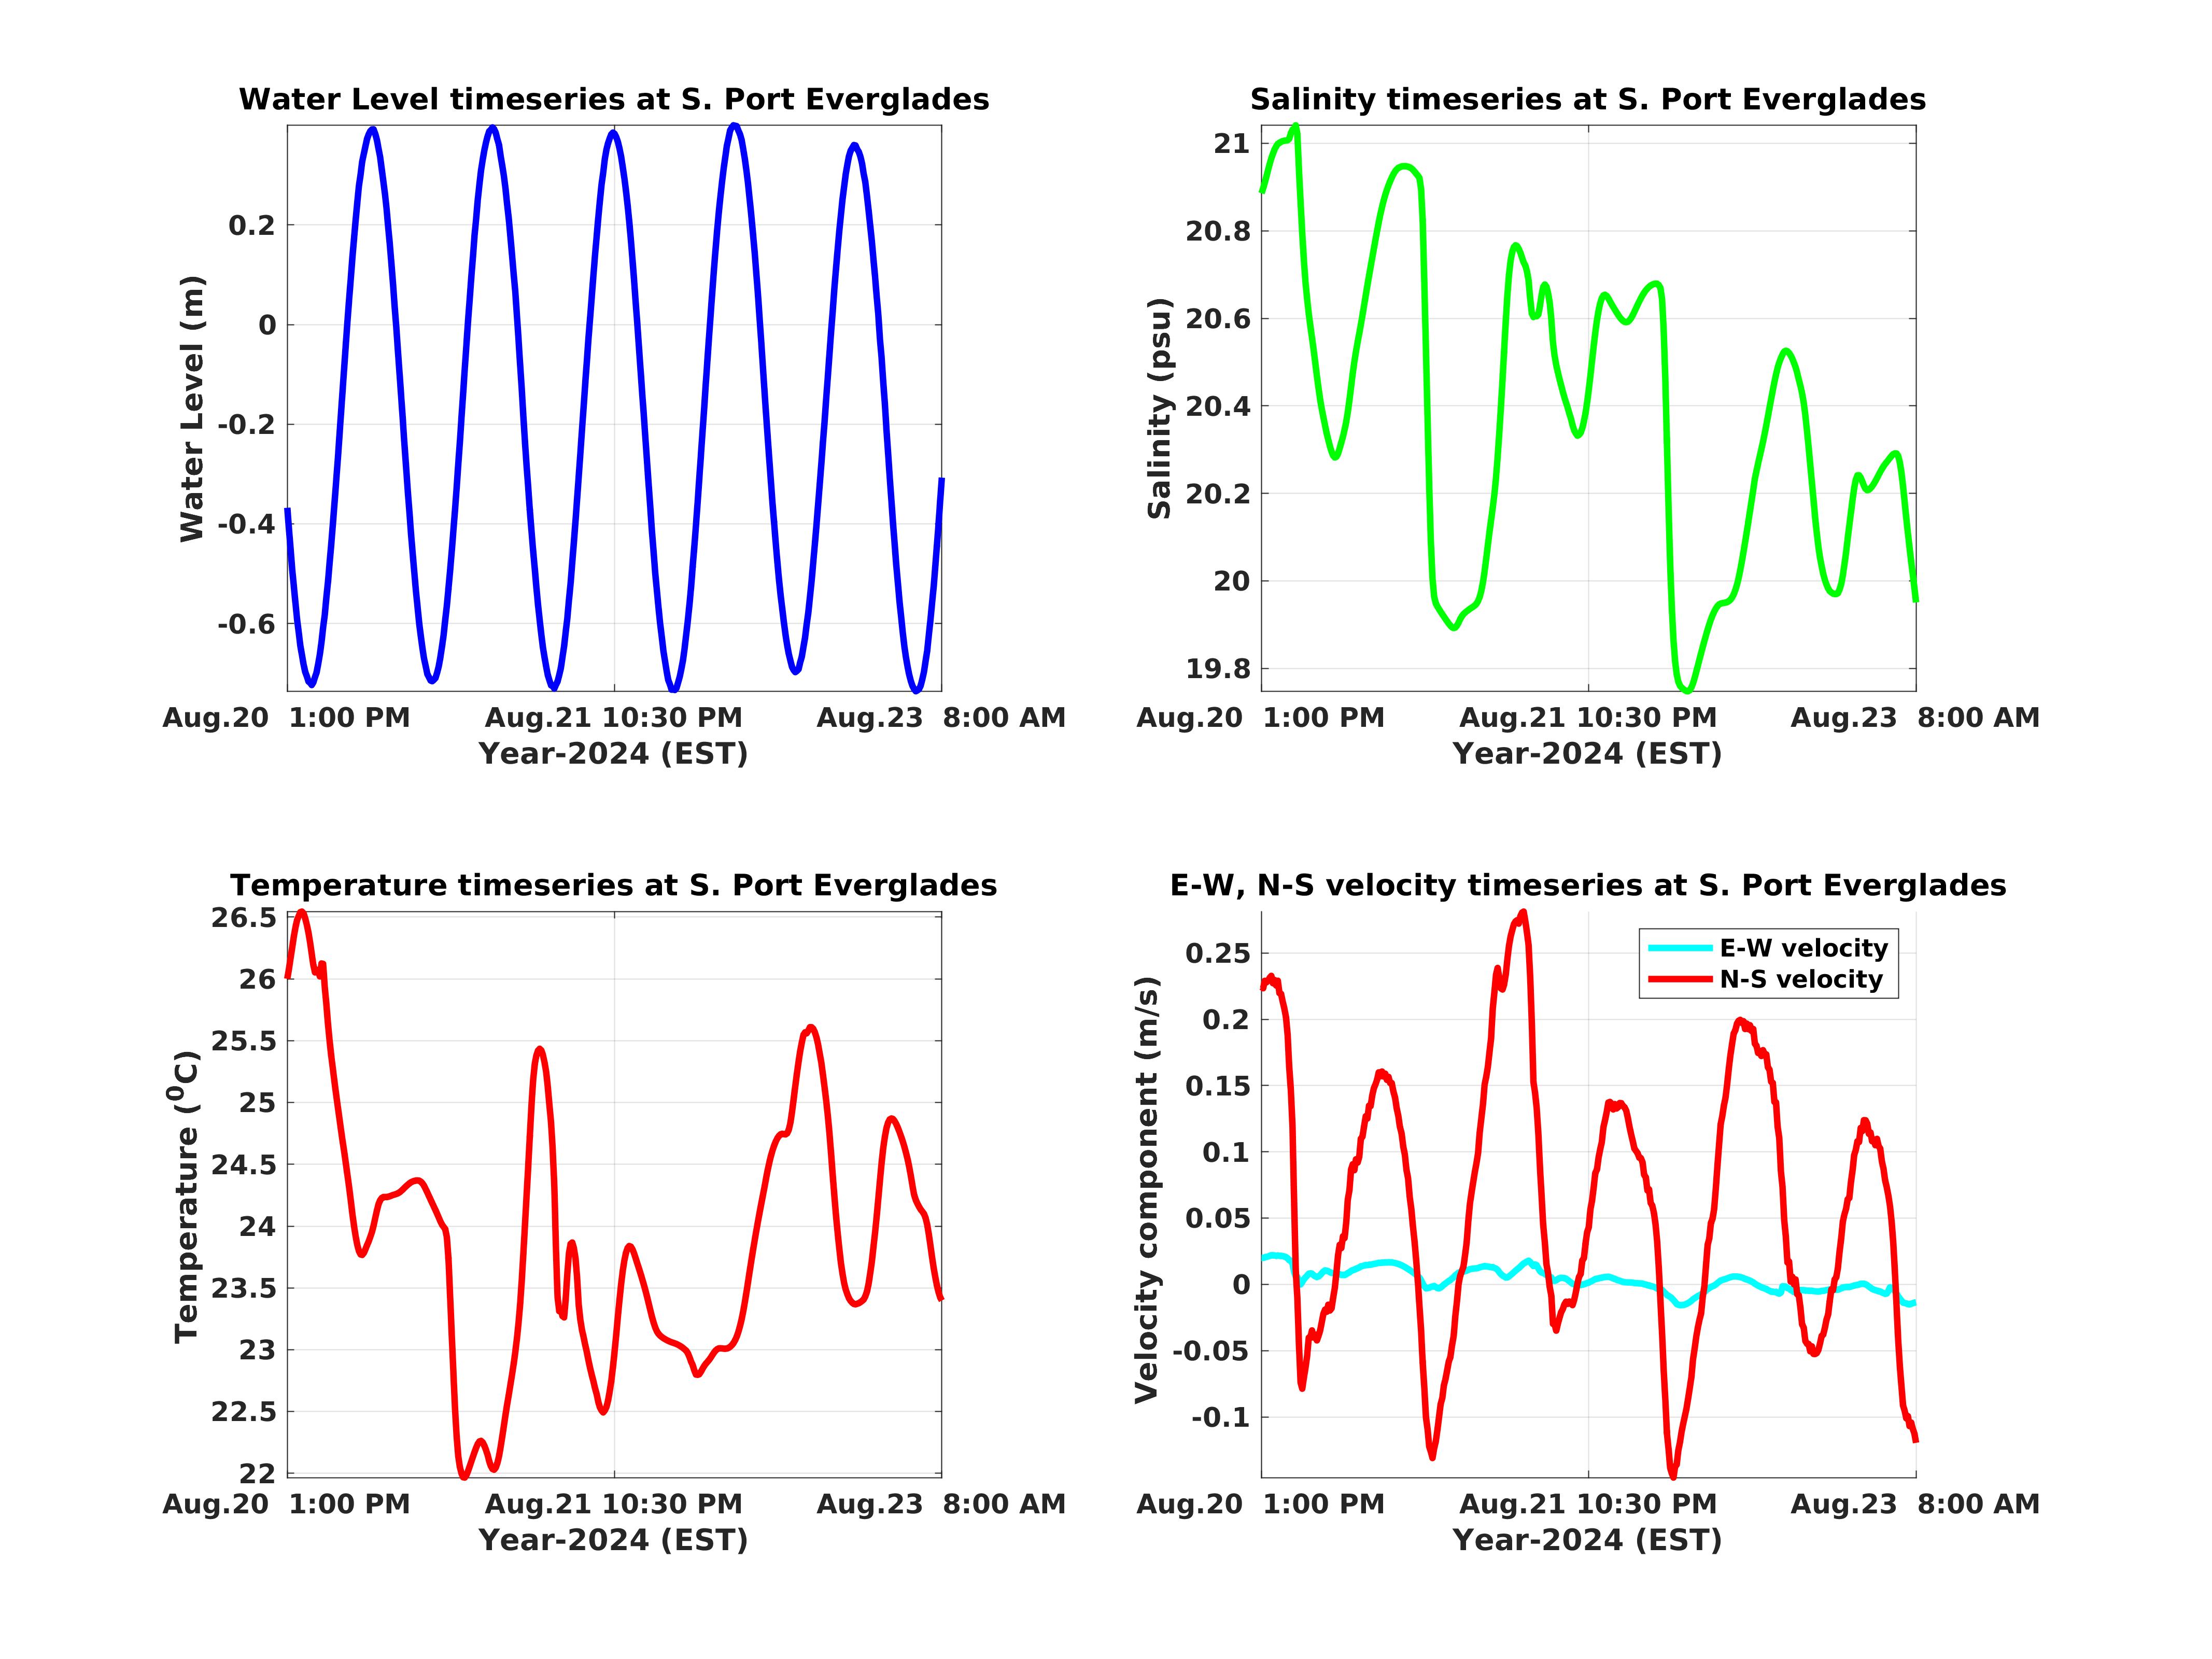 Water Level timeseries at S. Port Everglades
Water Level (m)
0.2
0
-0.2
-0.4
-0.6
Aug.20 1:00 PM Aug.21 10:30 PM Aug.23 8:00 AM
Year-2024 (EST)
Salinity timeseries at S. Port Everglades
Salinity (psu)
21
20.8
20.6
20.4
20.2
20
19.8
Aug.20 1:00 PM Aug.21 10:30 PM Aug.23 8:00 AM
Year-2024 (EST)
Temperature timeseries at S. Port Everglades
Temperature (⁰C)
26.5
26
25.5
25
24.5
24
23.5
23
22.5
22
Aug.20 1:00 PM Aug.21 10:30 PM Aug.23 8:00 AM
Year-2024 (EST)
E-W, N-S velocity timeseries at S. Port Everglades
Velocity component (m/s)
E-W velocity
N-S velocity
0.25
0.2
0.15
0.1
0.05
0
-0.05
-0.1
Aug.20 1:00 PM Aug.21 10:30 PM Aug.23 8:00 AM
Year-2024 (EST)